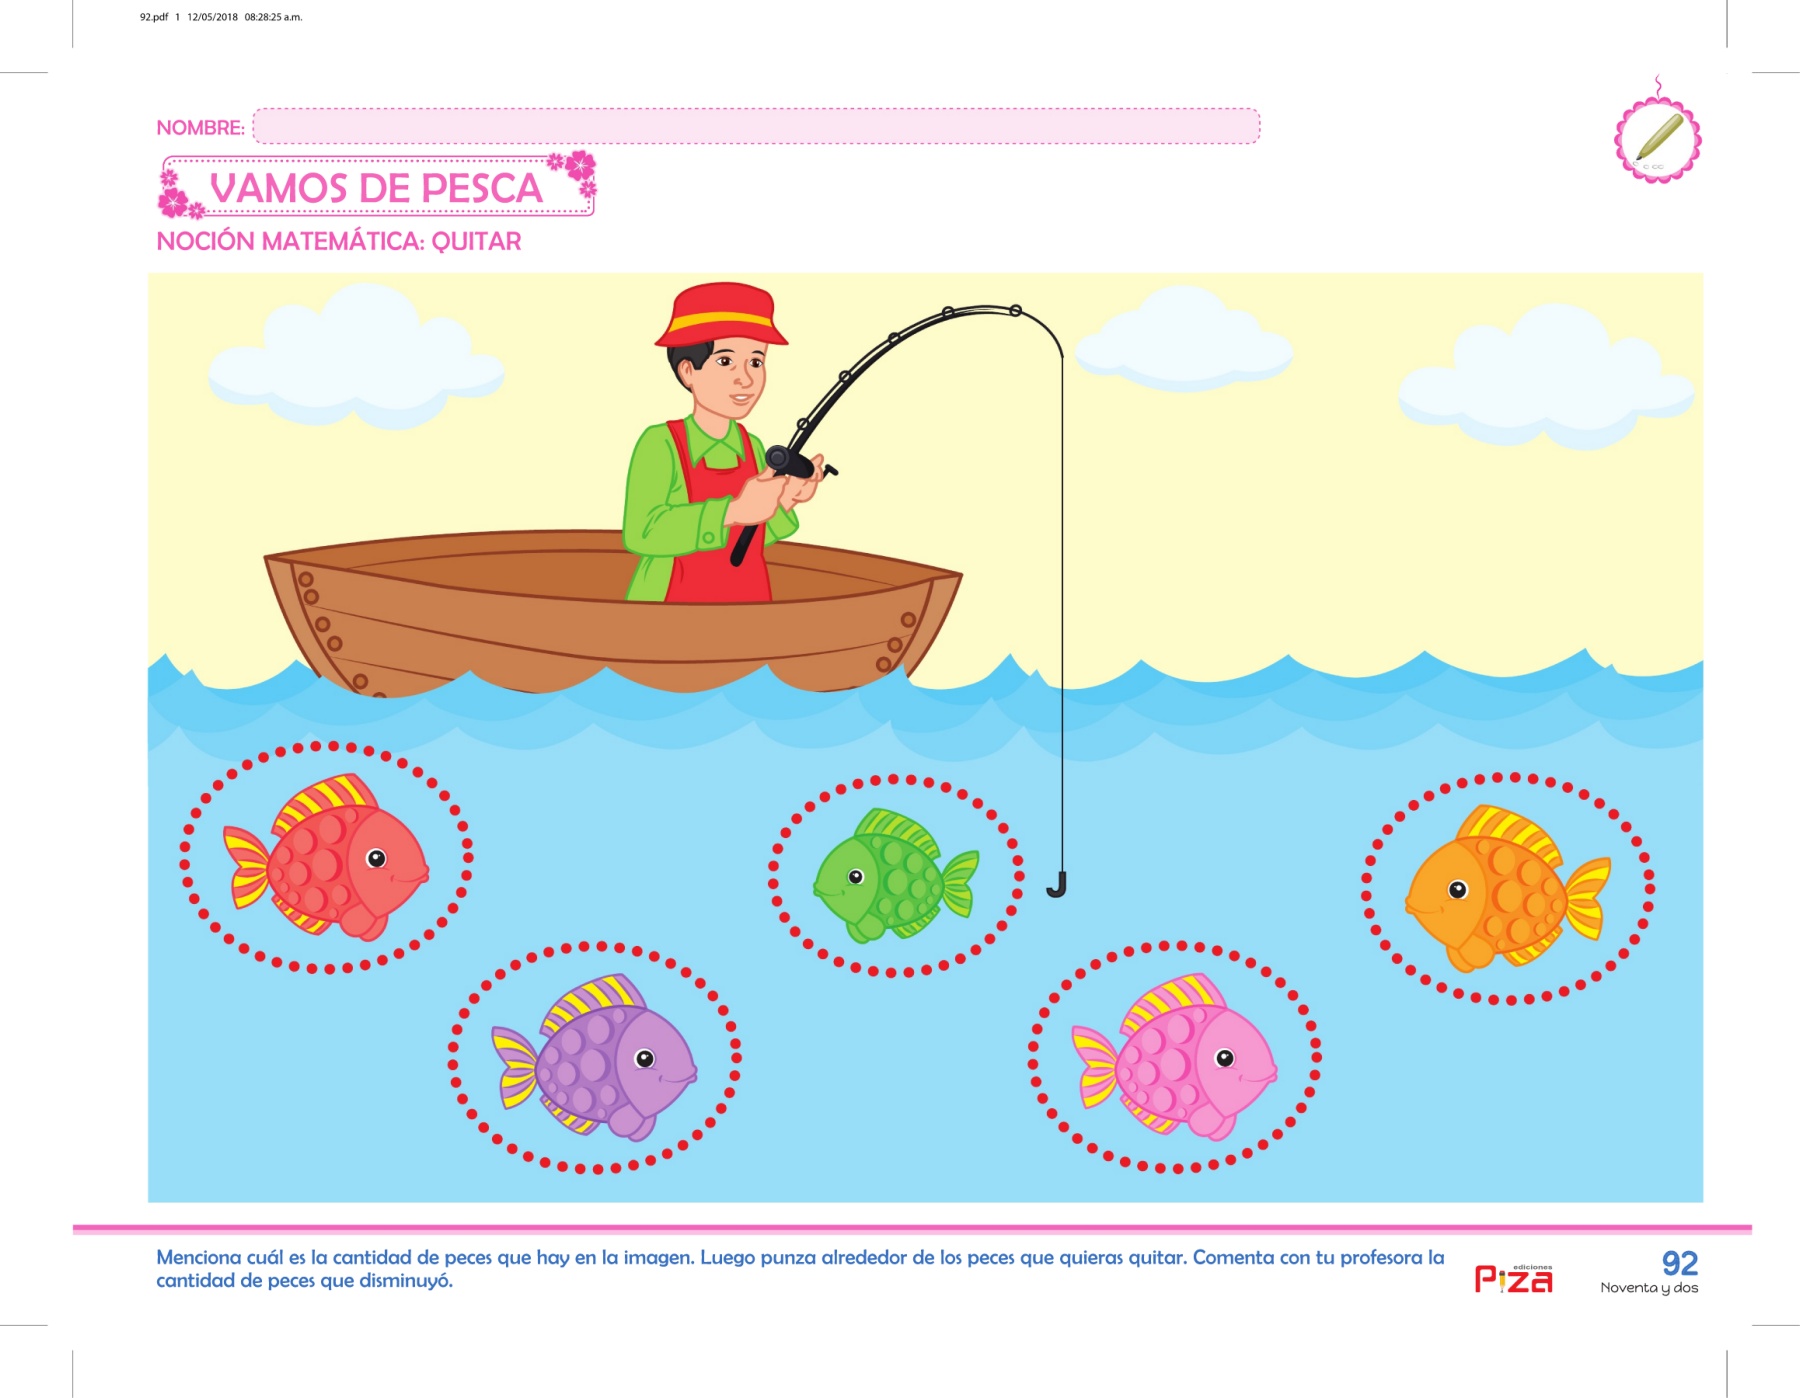 92.pdf 1 12/05/2018 08:28:25 a.m.
NOMBRE:
VAMOS DE PESCA
NOCIÓN MATEMÁTICA: QUITAR
Menciona cuál es la cantidad de peces que hay en la imagen. Luego punza alrededor de los peces que quieras quitar. Comenta con tu profesora la
cantidad de peces que disminuyó.
ediciones
Piza
92
Noventa y dos